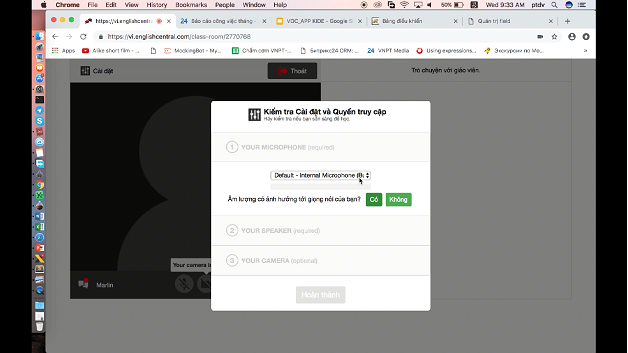 Chrome File Edit View History Bookmarks People Window Help
50% Wed 9:33 AM ptdv
https://vi.englishcentral.com
Báo cáo công việc tháng
VOC_APP KIDE - Google S
Bảng điều khiển
Quản trị field
https://vi.englishcentral.com/class-room/2770768
Apps Alike short film - ... MockingBot - My... Chấm cơm VNPT-... Битрикс24 CRM: ... VNPT Media Using expressions... Экскурсии по Мо...
Cài đặt
Thoát
Trò chuyện với giáo viên.
Kiểm tra Cài đặt và Quyền truy cập
Hãy kiểm tra nếu bạn sẵn sàng để học.
1 YOUR MICROPHONE (required)
Default - Internal Microphone (Bu
Âm lượng có ảnh hưởng tới giọng nói của bạn? Có Không
2 YOUR SPEAKER (required)
3 YOUR CAMERA (optional)
Your camera i
Marlin
Hoàn thành